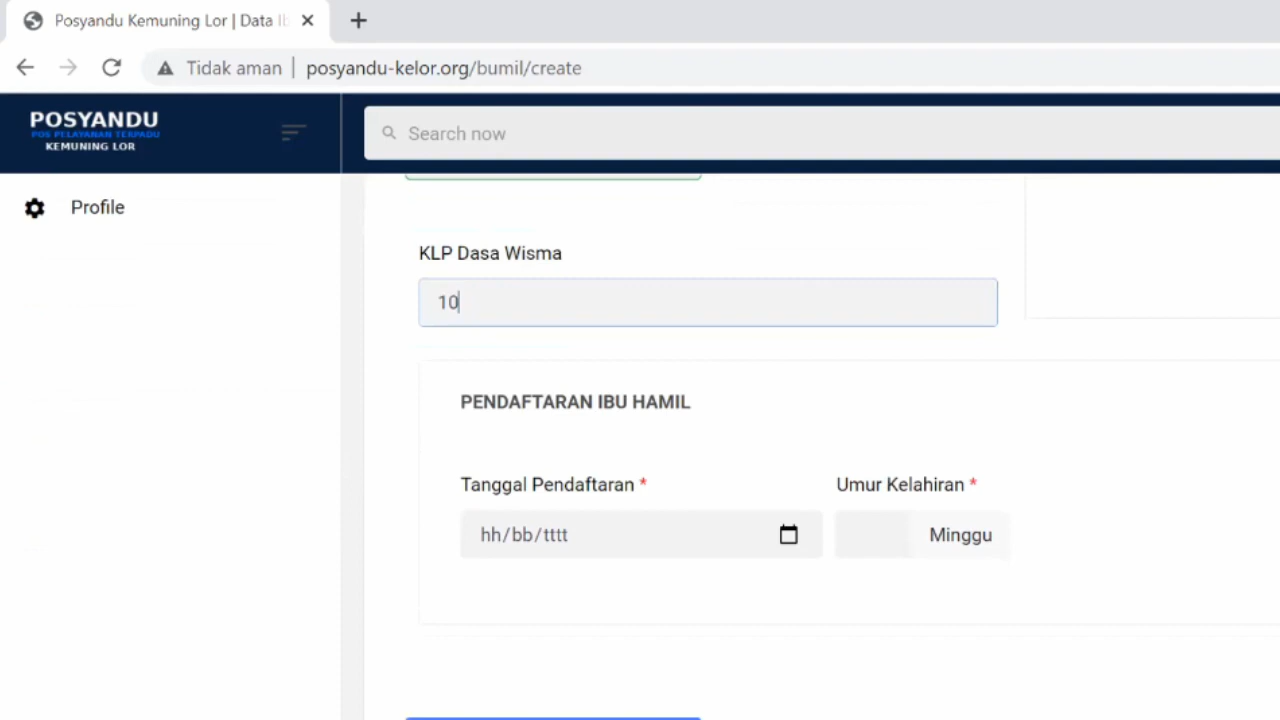 Posyandu Kemuning Lor | Data Ib
Tidak aman | posyandu-kelor.org/bumil/create
POSYANDU
POS PELAYANAN TERPADU
KEMUNING LOR
Search now
Profile
KLP Dasa Wisma
10
PENDAFTARAN IBU HAMIL
Tanggal Pendaftaran * Umur Kelahiran *
hh/bb/tttt Minggu